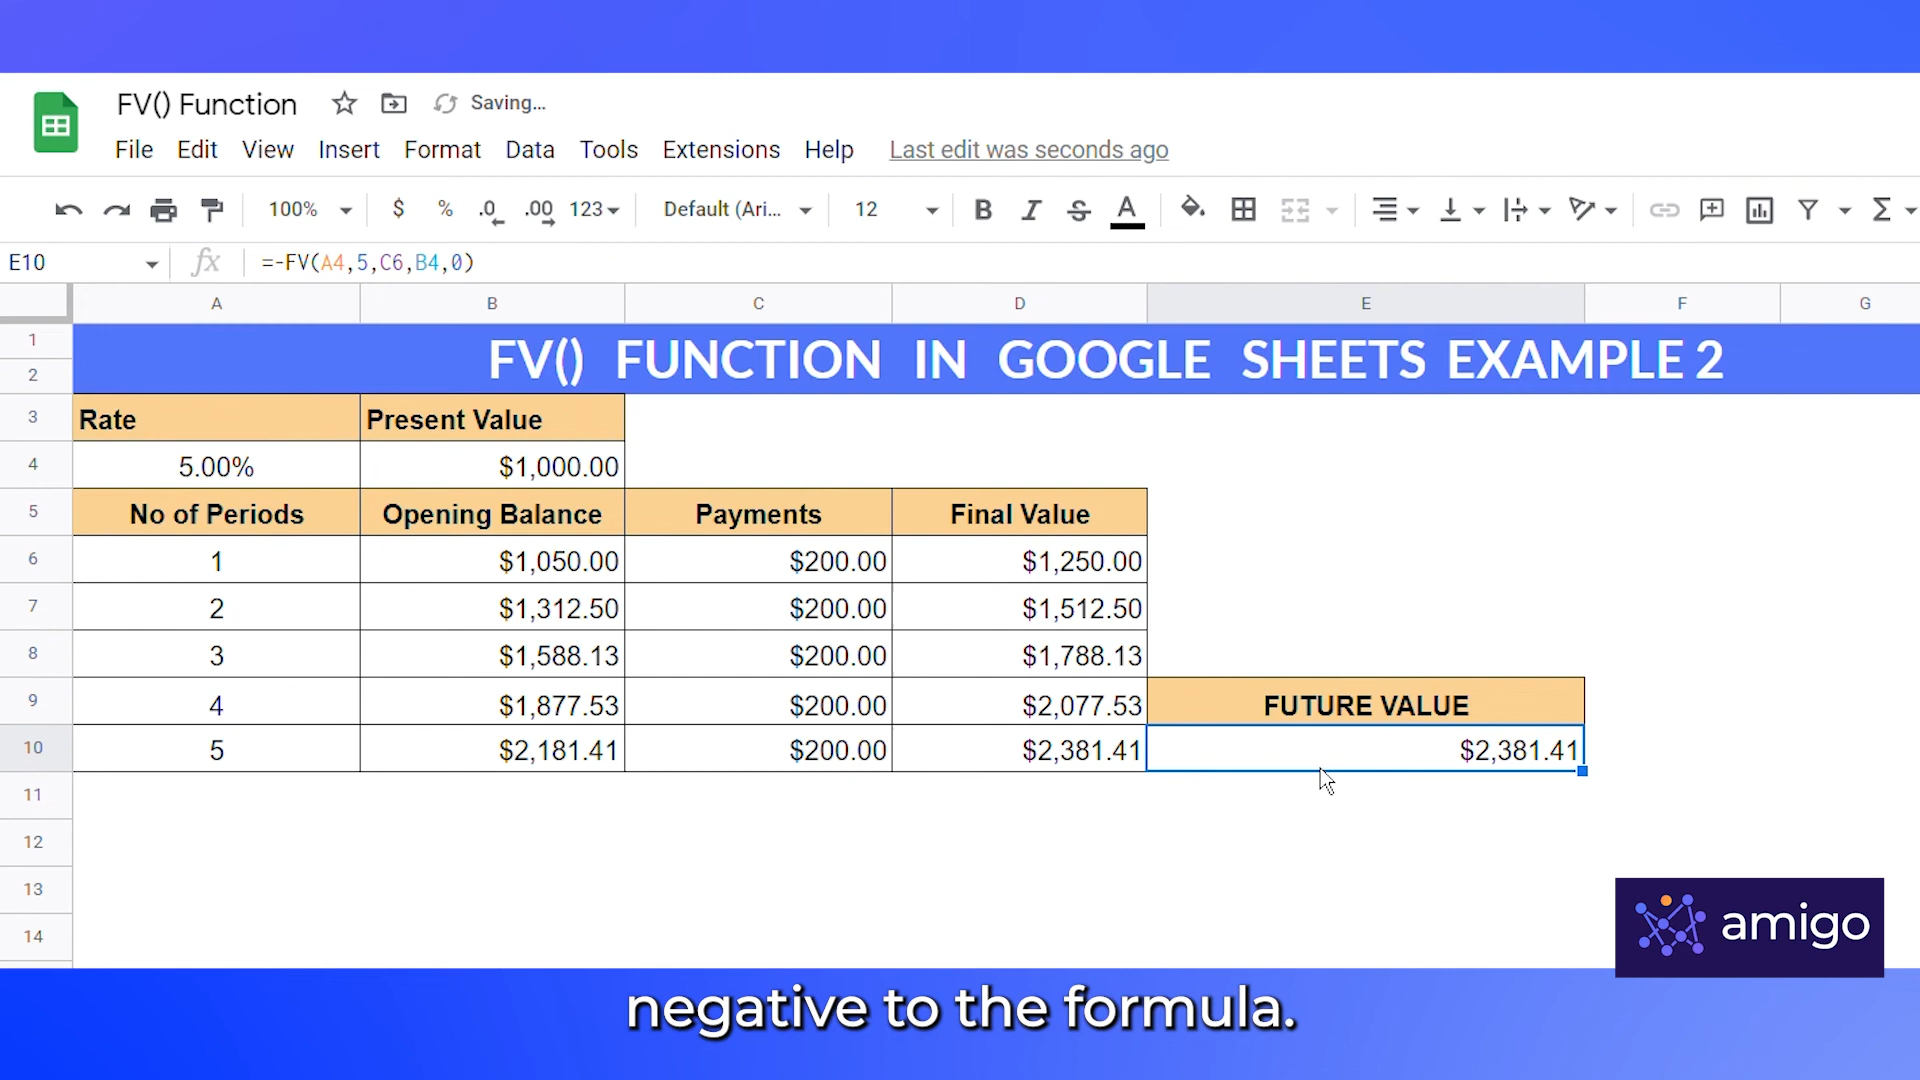 FV() Function Saving...
File Edit View Insert Format Data Tools Extensions Help Last edit was seconds ago
100% $ % .0 .00 123 Default (Ari... 12 B I S A Σ
E10 fx =-FV(A4,5,C6,B4,0)
A B C D E F G
1 FV() FUNCTION IN GOOGLE SHEETS EXAMPLE 2
2
3 Rate Present Value
4 5.00% $1,000.00
5 No of Periods Opening Balance Payments Final Value
6 1 $1,050.00 $200.00 $1,250.00
7 2 $1,312.50 $200.00 $1,512.50
8 3 $1,588.13 $200.00 $1,788.13
9 4 $1,877.53 $200.00 $2,077.53 FUTURE VALUE
10 5 $2,181.41 $200.00 $2,381.41 $2,381.41
11
12
13
14
amigo
negative to the formula.